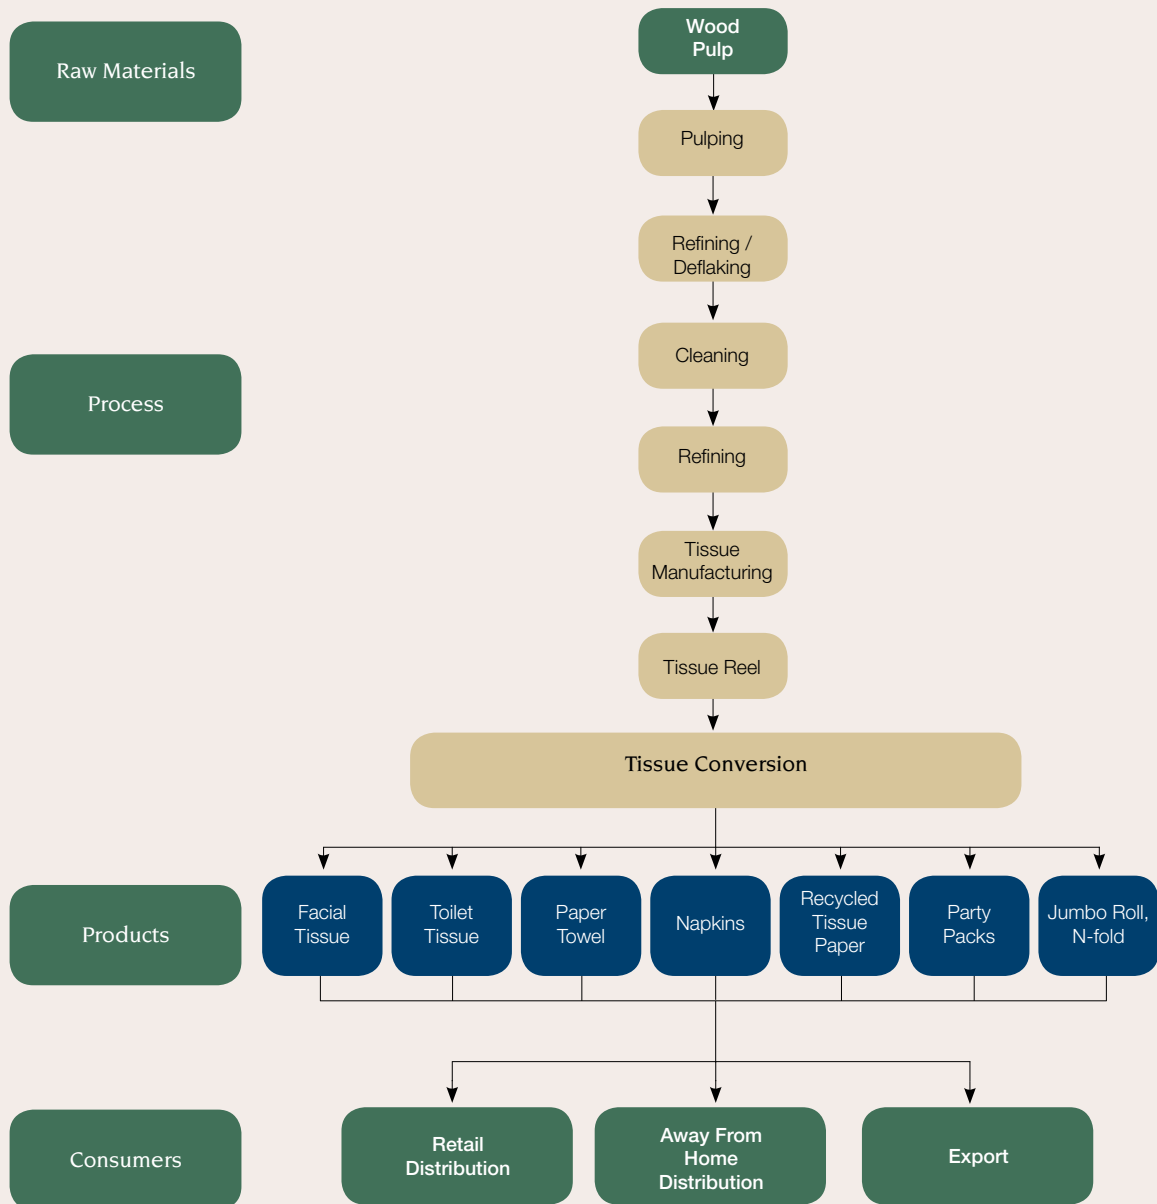 Raw Materials
Wood
Pulp
Pulping
Refining /
Deflaking
Cleaning
Process
Refining
Tissue
Manufacturing
Tissue Reel
Tissue Conversion
Products
Facial
Tissue
Toilet
Tissue
Paper
Towel
Napkins
Recycled
Tissue
Paper
Party
Packs
Jumbo Roll,
N-fold
Consumers
Retail
Distribution
Away From
Home
Distribution
Export